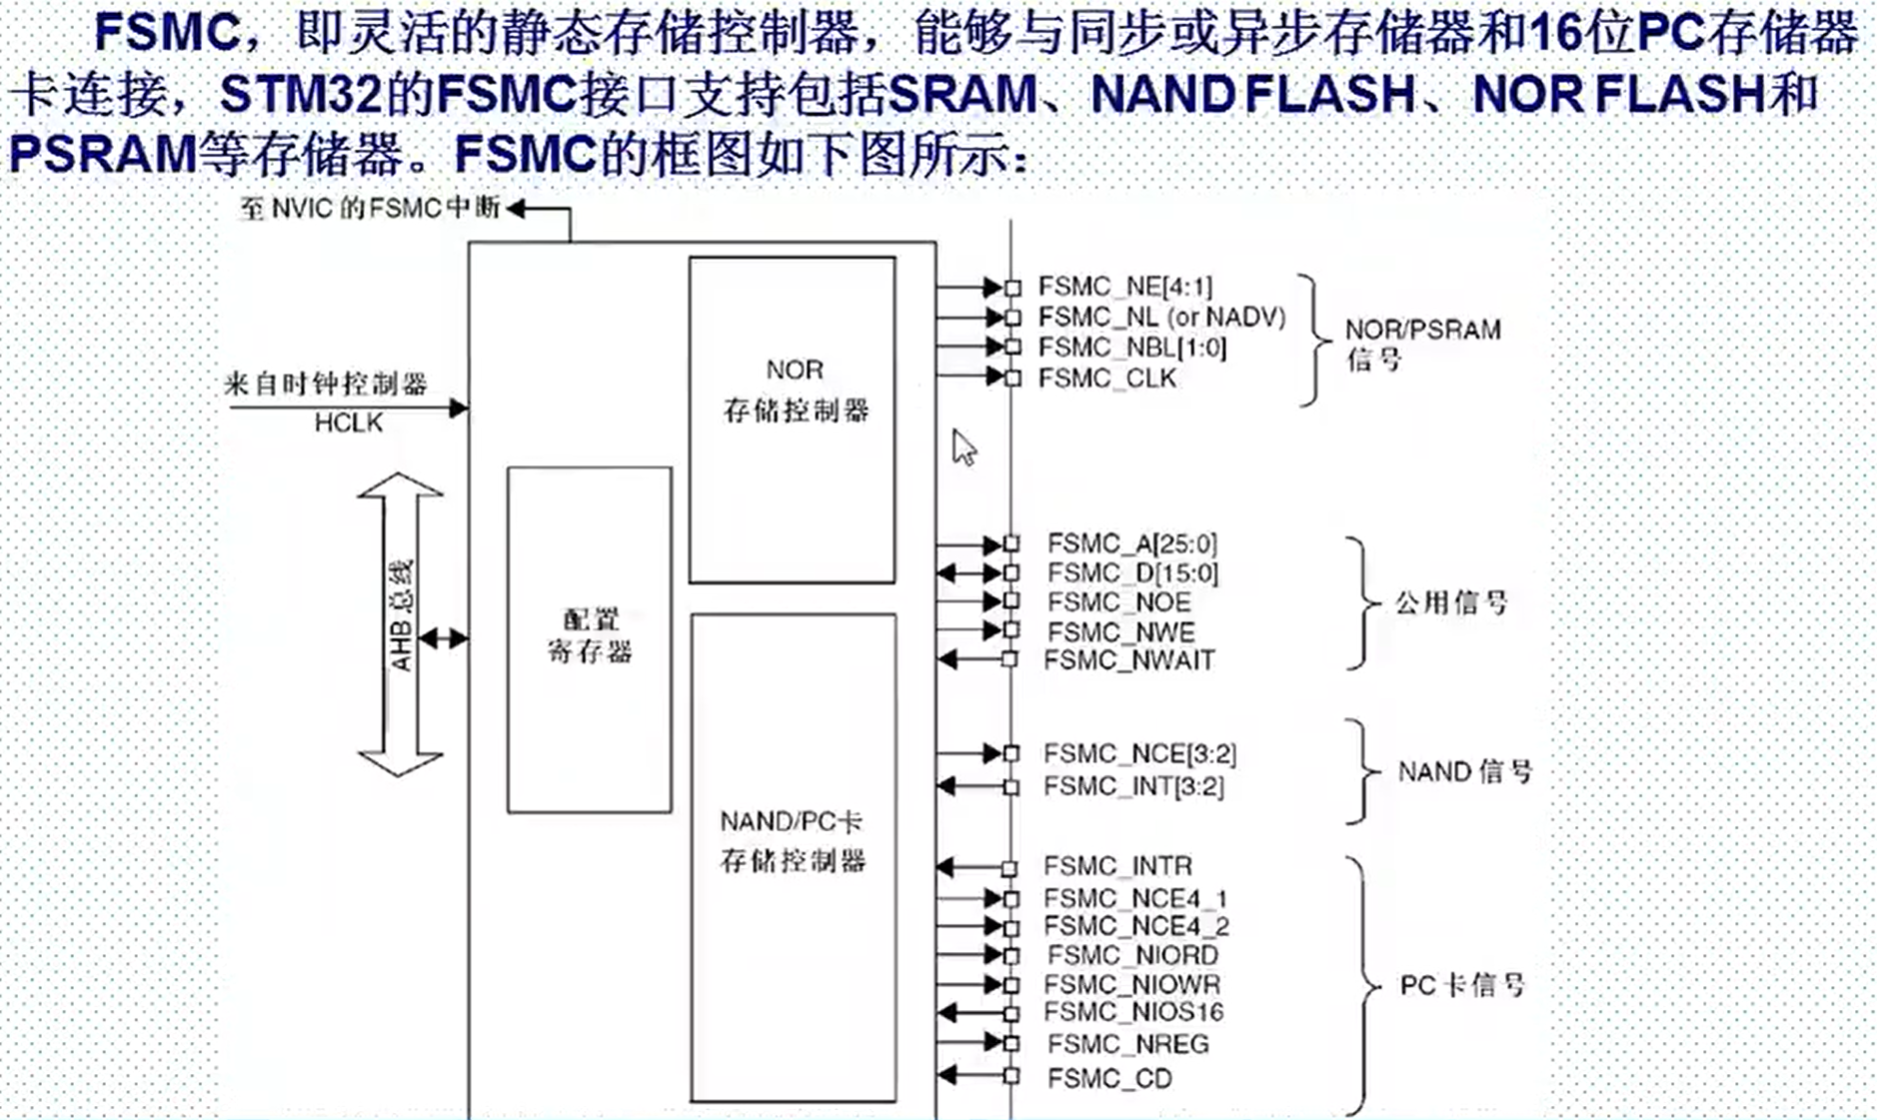 FSMC，即灵活的静态存储控制器，能够与同步或异步存储器和16位PC存储器
卡连接，STM32的FSMC接口支持包括SRAM、NAND FLASH、NOR FLASH和
PSRAM等存储器。FSMC的框图如下图所示：
至 NVIC 的FSMC中断
来自时钟控制器
HCLK
AHB总线
配置
寄存器
NOR
存储控制器
NAND/PC卡
存储控制器
FSMC_NE[4:1]
FSMC_NL (or NADV)
FSMC_NBL[1:0]
FSMC_CLK
NOR/PSRAM
信号
FSMC_A[25:0]
FSMC_D[15:0]
FSMC_NOE
FSMC_NWE
FSMC_NWAIT
公用信号
FSMC_NCE[3:2]
FSMC_INT[3:2]
NAND 信号
FSMC_INTR
FSMC_NCE4_1
FSMC_NCE4_2
FSMC_NIORD
FSMC_NIOWR
FSMC_NIOS16
FSMC_NREG
FSMC_CD
PC 卡信号